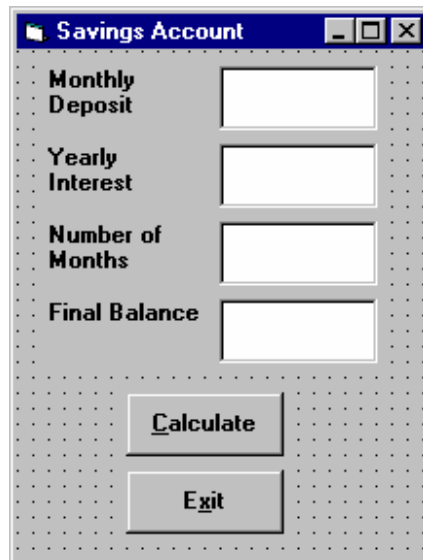 Savings Account
Monthly
Deposit
Yearly
Interest
Number of
Months
Final Balance
Calculate
Exit